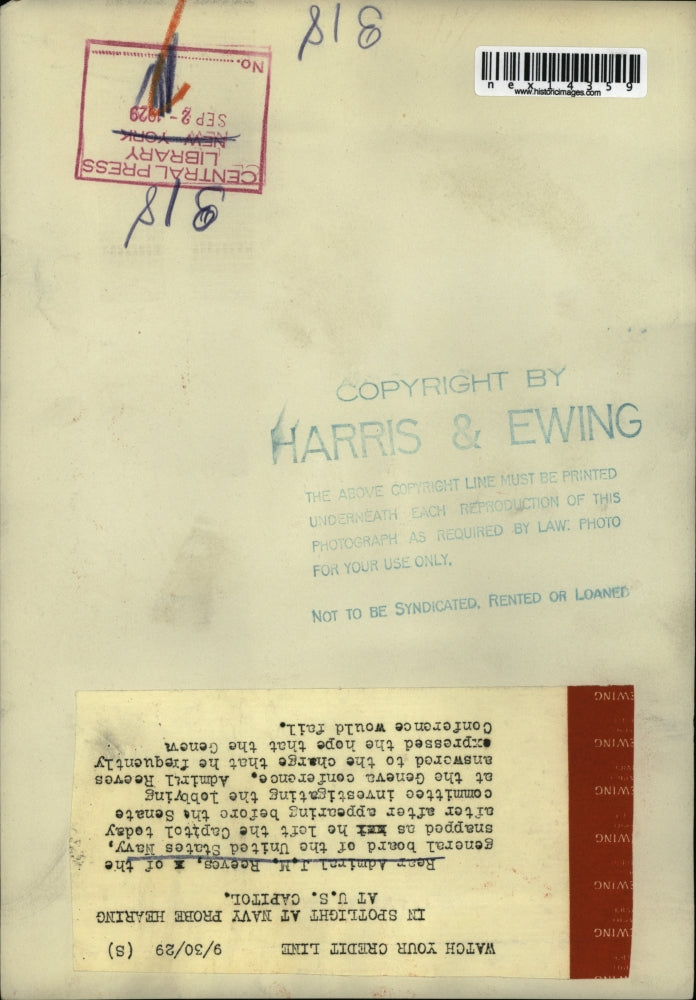 318
nex14359
www.historicimages.com
CENTRAL PRESS
LIBRARY
NEW YORK
SEP 2 - 1929
No.
318
COPYRIGHT BY
HARRIS & EWING
THE ABOVE COPYRIGHT LINE MUST BE PRINTED
UNDERNEATH EACH REPRODUCTION OF THIS
PHOTOGRAPH AS REQUIRED BY LAW. PHOTO
FOR YOUR USE ONLY.
NOT TO BE SYNDICATED, RENTED OR LOANED
WATCH YOUR CREDIT LINE 9/30/29 (S)
IN SPOTLIGHT AT NAVY PROBE HEARING
AT U.S. CAPITOL.
Rear Admiral J.M. Reeves, x of the
general board of the United States Navy,
snapped as xxx he left the Capitol today
after after appearing before the Senate
committee investigating the lobbying
at the Geneva conference. Admiral Reeves
answered to the charge that he frequently
expressed the hope that the Genev
Conference would fail.
EWING
EWING
EWING
EWING
EWING
EWING